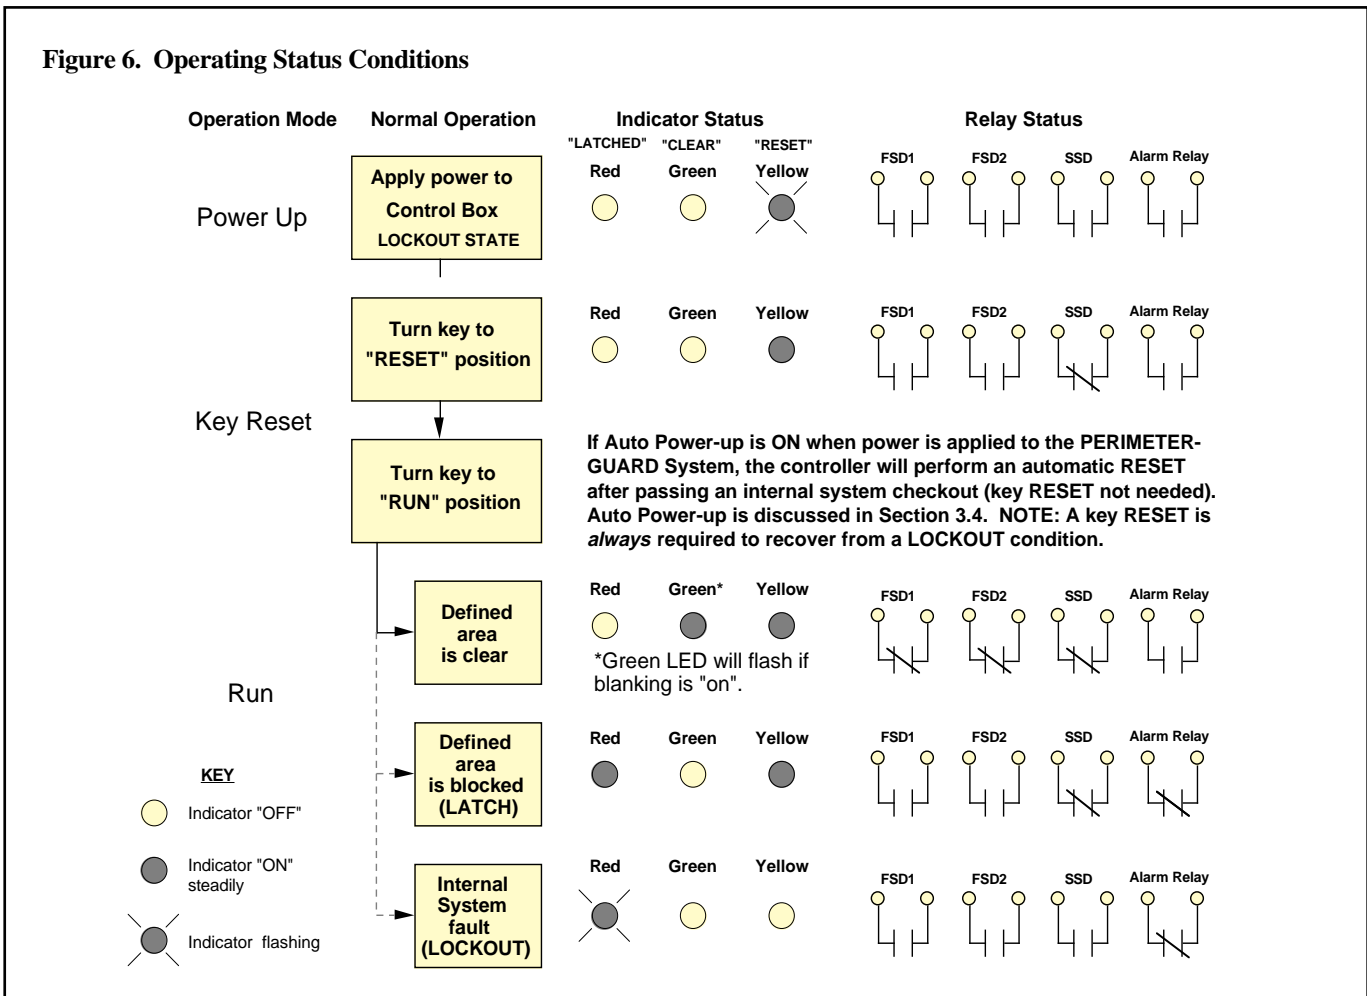 Figure 6. Operating Status Conditions
Operation Mode Normal Operation Indicator Status Relay Status
"LATCHED" "CLEAR" "RESET"
Red Green Yellow
FSD1 FSD2 SSD Alarm Relay
Power Up
Apply power to
Control Box
LOCKOUT STATE
Key Reset
Turn key to
"RESET" position
Red Green Yellow
FSD1 FSD2 SSD Alarm Relay
Turn key to
"RUN" position
If Auto Power-up is ON when power is applied to the PERIMETER-
GUARD System, the controller will perform an automatic RESET
after passing an internal system checkout (key RESET not needed).
Auto Power-up is discussed in Section 3.4. NOTE: A key RESET is
always required to recover from a LOCKOUT condition.
Run
Defined
area
is clear
Red Green* Yellow
*Green LED will flash if
blanking is "on".
FSD1 FSD2 SSD Alarm Relay
Defined
area
is blocked
(LATCH)
Red Green Yellow
FSD1 FSD2 SSD Alarm Relay
Internal
System
fault
(LOCKOUT)
Red Green Yellow
FSD1 FSD2 SSD Alarm Relay
KEY
Indicator "OFF"
Indicator "ON"
steadily
Indicator flashing